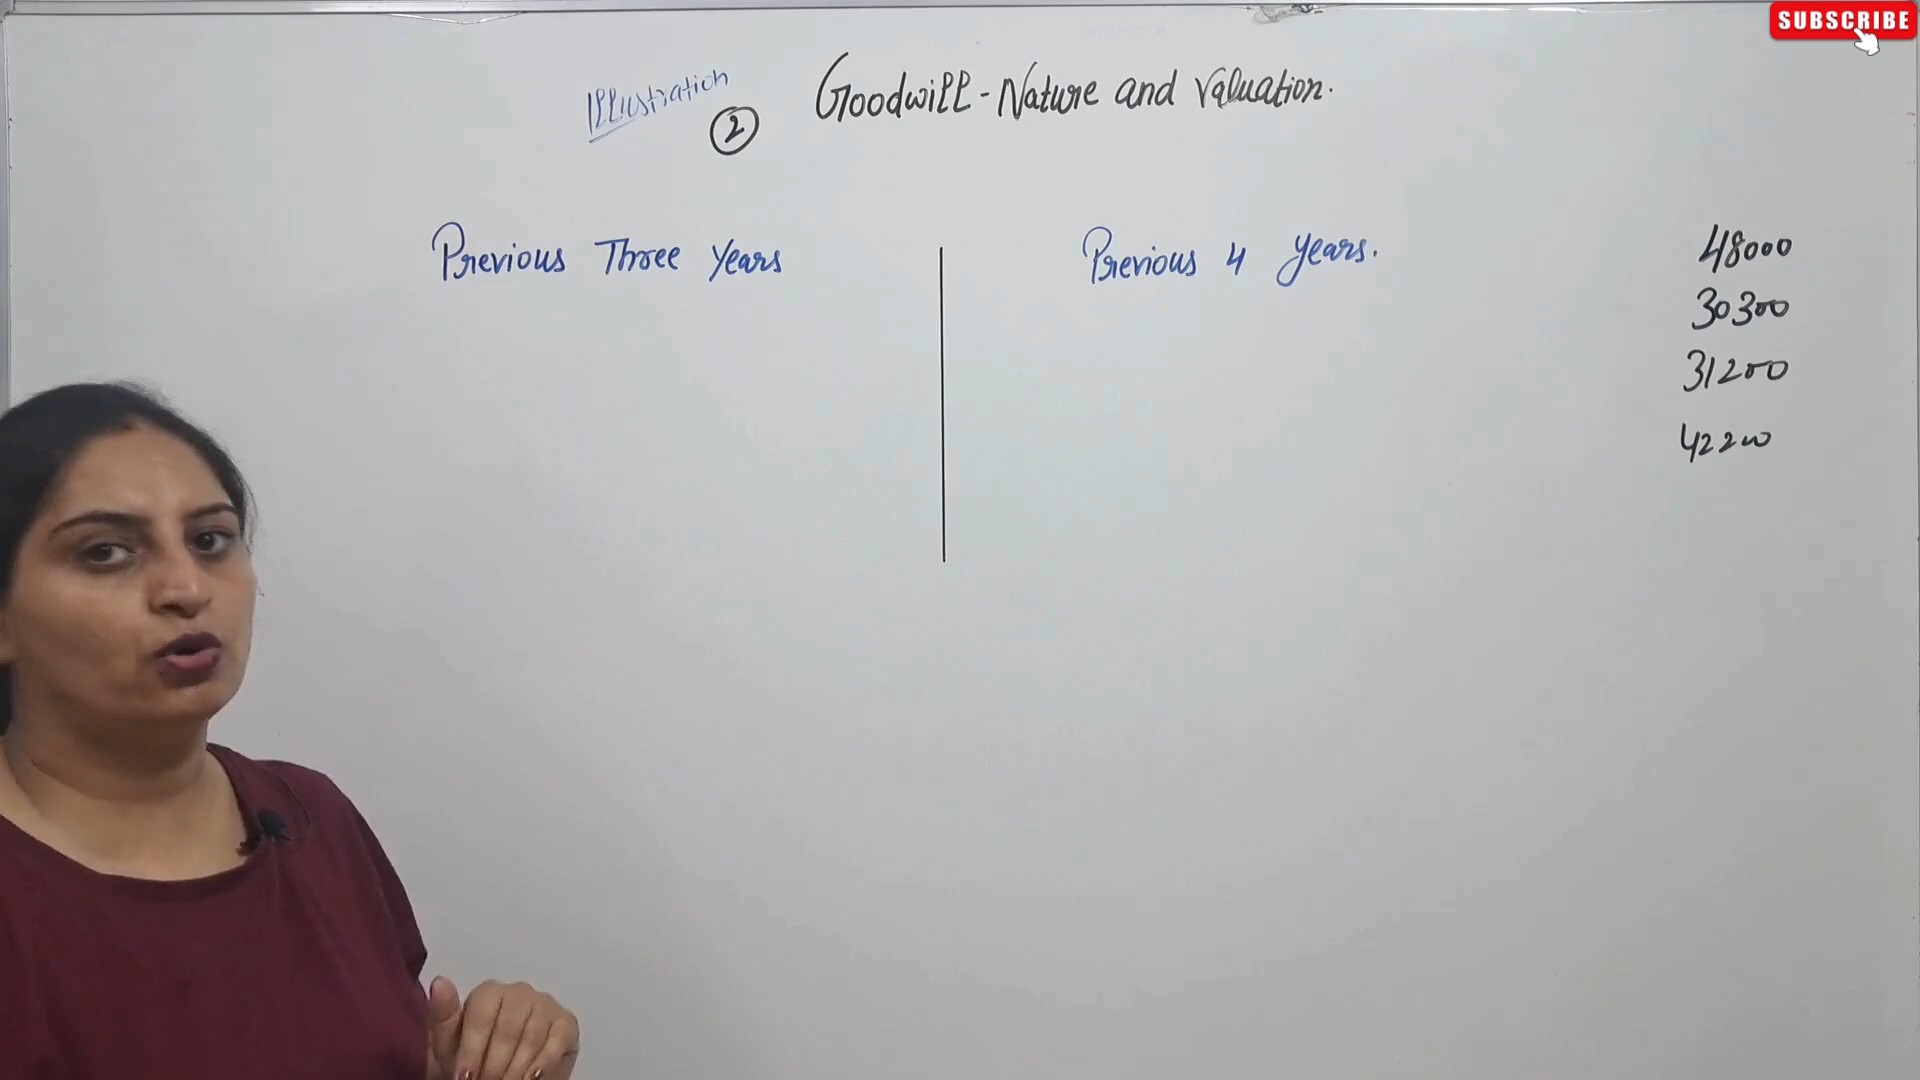 SUBSCRIBE
Illustration
2
Goodwill - Nature and Valuation.
Previous Three Years
Previous 4 years.
48000
30300
31200
42200